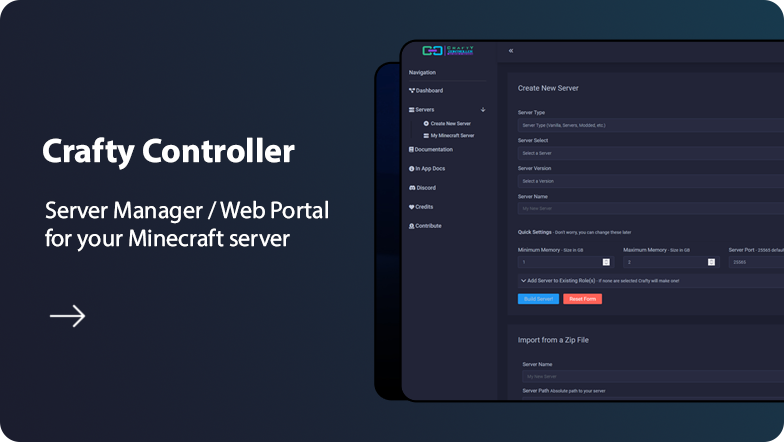 Crafty Controller
Server Manager / Web Portal
for your Minecraft server
CRAFTY
CONTROLLER
«
Navigation
Dashboard
Servers
Create New Server
My Minecraft Server
Documentation
In App Docs
Discord
Credits
Contribute
Create New Server
Server Type
Server Type (Vanilla, Servers, Modded, etc.)
Server Select
Select a Server
Server Version
Select a Version
Server Name
My New Server
Quick Settings - Don't worry, you can change these later
Minimum Memory - Size in GB Maximum Memory - Size in GB Server Port - 25565 default
1 2 25565
Add Server to Existing Role(s) - if none are selected Crafty will make one!
Build Server! Reset Form
Import from a Zip File
Server Name
My New Server
Server Path Absolute path to your server